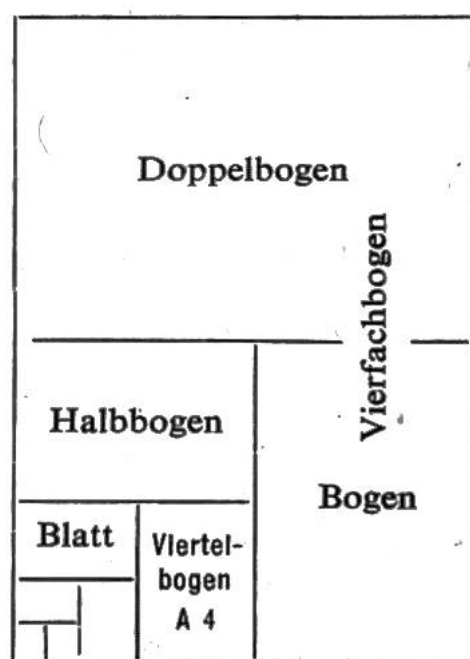 Doppelbogen
Vierfachbogen
Halbbogen
Bogen
Blatt
Viertel-
bogen
A 4